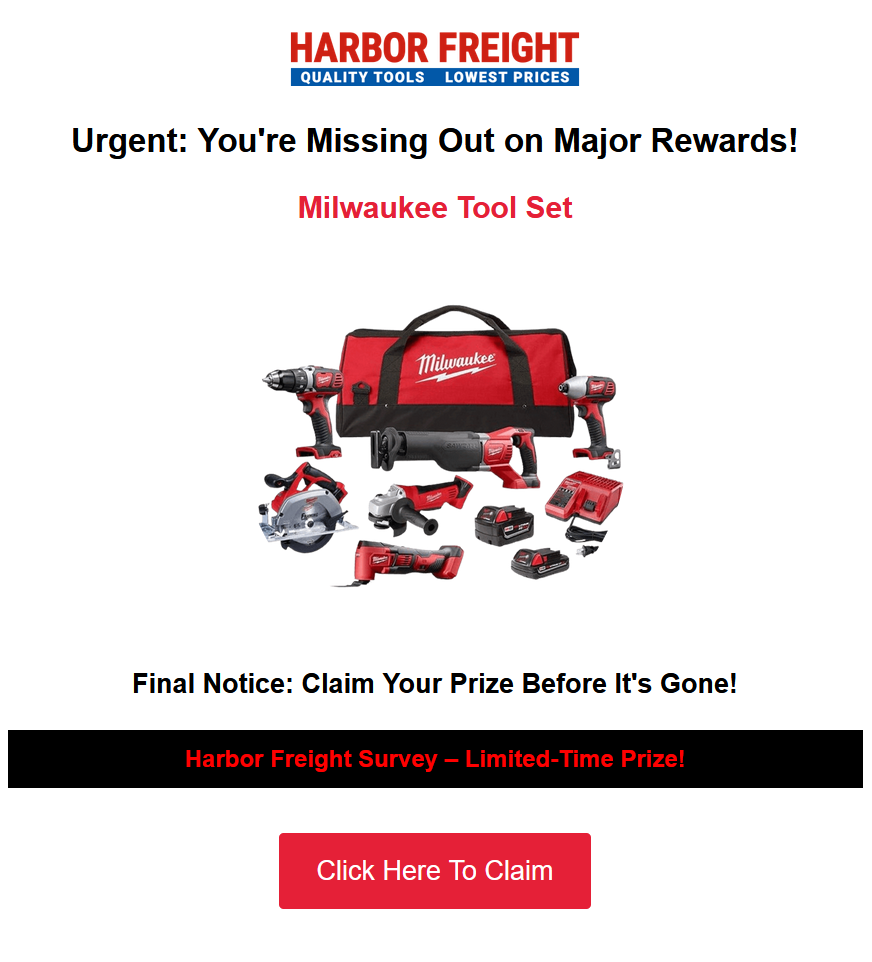 HARBOR FREIGHT
QUALITY TOOLS LOWEST PRICES
Urgent: You're Missing Out on Major Rewards!
Milwaukee Tool Set
Milwaukee
Final Notice: Claim Your Prize Before It's Gone!
Harbor Freight Survey – Limited-Time Prize!
Click Here To Claim